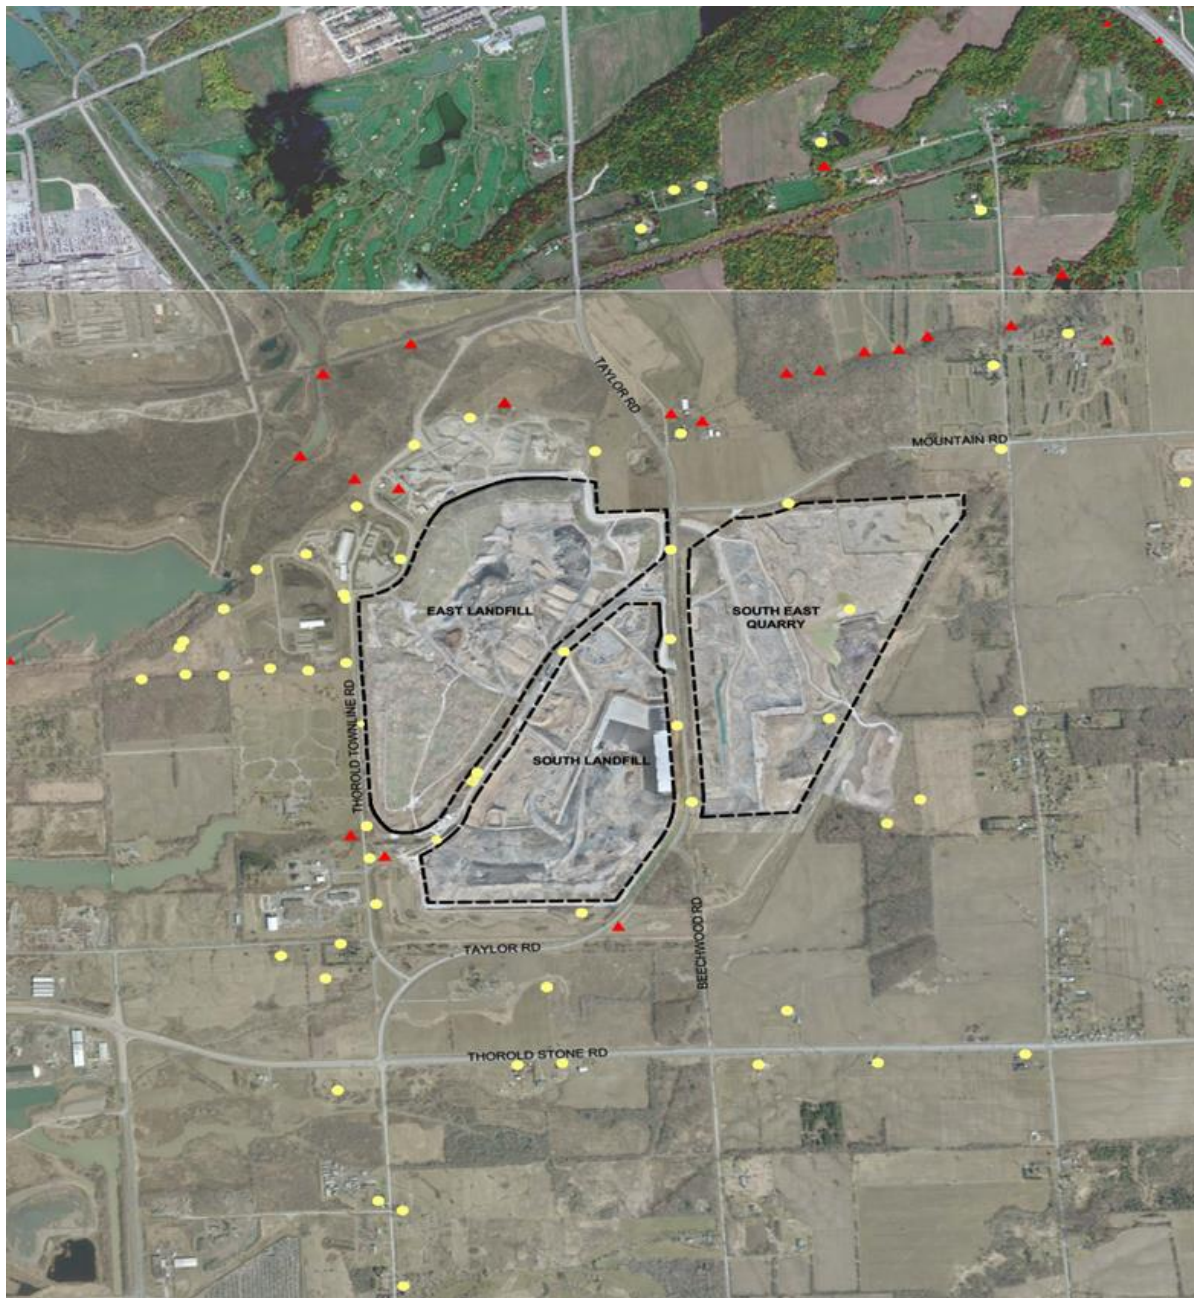 TAYLOR RD
MOUNTAIN RD
EAST LANDFILL
SOUTH EAST
QUARRY
THOROLD TOWNLINE RD
SOUTH LANDFILL
BEECHWOOD RD
TAYLOR RD
THOROLD STONE RD